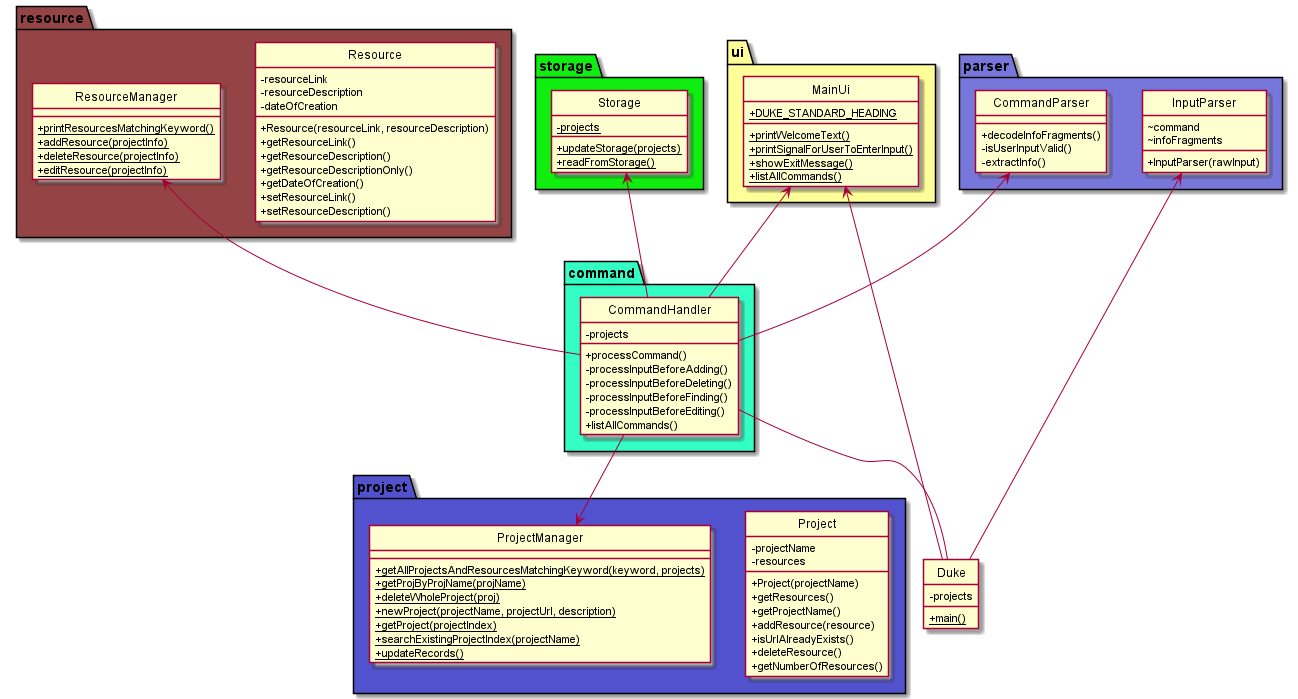 resource
ResourceManager
+printResourcesMatchingKeyword()
+addResource(projectInfo)
+deleteResource(projectInfo)
+editResource(projectInfo)
Resource
-resourceLink
-resourceDescription
-dateOfCreation
+Resource(resourceLink, resourceDescription)
+getResourceLink()
+getResourceDescription()
+getResourceDescriptionOnly()
+getDateOfCreation()
+setResourceLink()
+setResourceDescription()
storage
Storage
-projects
+updateStorage(projects)
+readFromStorage()
ui
MainUi
+DUKE_STANDARD_HEADING
+printWelcomeText()
+printSignalForUserToEnterInput()
+showExitMessage()
+listAllCommands()
parser
CommandParser
+decodeInfoFragments()
-isUserInputValid()
-extractInfo()
InputParser
~command
~infoFragments
+InputParser(rawInput)
command
CommandHandler
-projects
+processCommand()
-processInputBeforeAdding()
-processInputBeforeDeleting()
-processInputBeforeFinding()
-processInputBeforeEditing()
+listAllCommands()
project
ProjectManager
+getAllProjectsAndResourcesMatchingKeyword(keyword, projects)
+getProjByProjName(projName)
+deleteWholeProject(proj)
+newProject(projectName, projectUrl, description)
+getProject(projectIndex)
+searchExistingProjectIndex(projectName)
+updateRecords()
Project
-projectName
-resources
+Project(projectName)
+getResources()
+getProjectName()
+addResource(resource)
+isUrlAlreadyExists()
+deleteResource()
+getNumberOfResources()
Duke
-projects
+main()